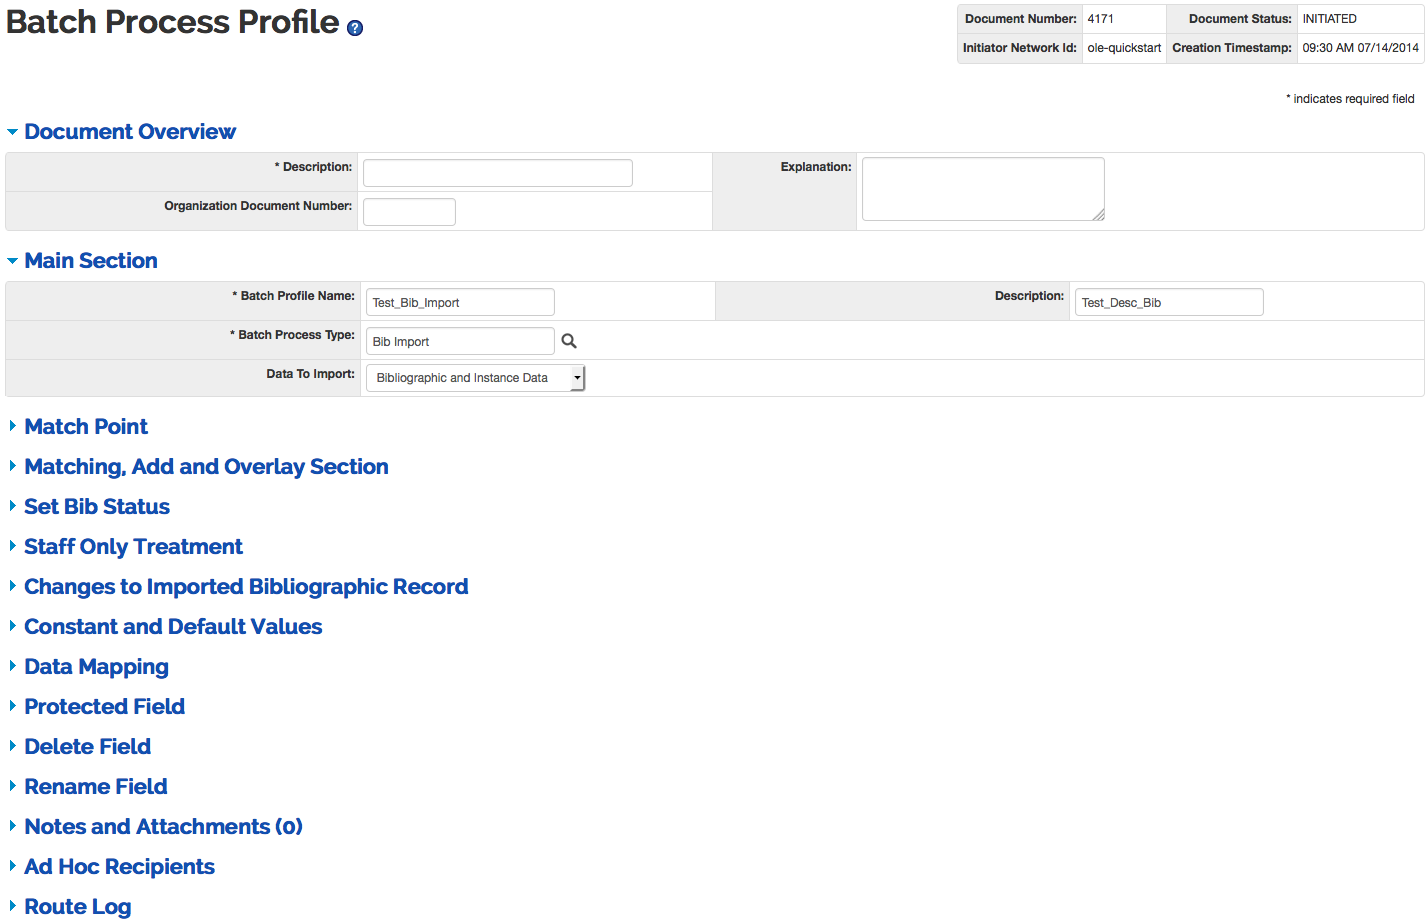 Batch Process Profile ?
Document Number: 4171 Document Status: INITIATED
Initiator Network Id: ole-quickstart Creation Timestamp: 09:30 AM 07/14/2014
* indicates required field
Document Overview
* Description: Explanation:
Organization Document Number:
Main Section
* Batch Profile Name: Test_Bib_Import Description: Test_Desc_Bib
* Batch Process Type: Bib Import
Data To Import: Bibliographic and Instance Data
Match Point
Matching, Add and Overlay Section
Set Bib Status
Staff Only Treatment
Changes to Imported Bibliographic Record
Constant and Default Values
Data Mapping
Protected Field
Delete Field
Rename Field
Notes and Attachments (0)
Ad Hoc Recipients
Route Log